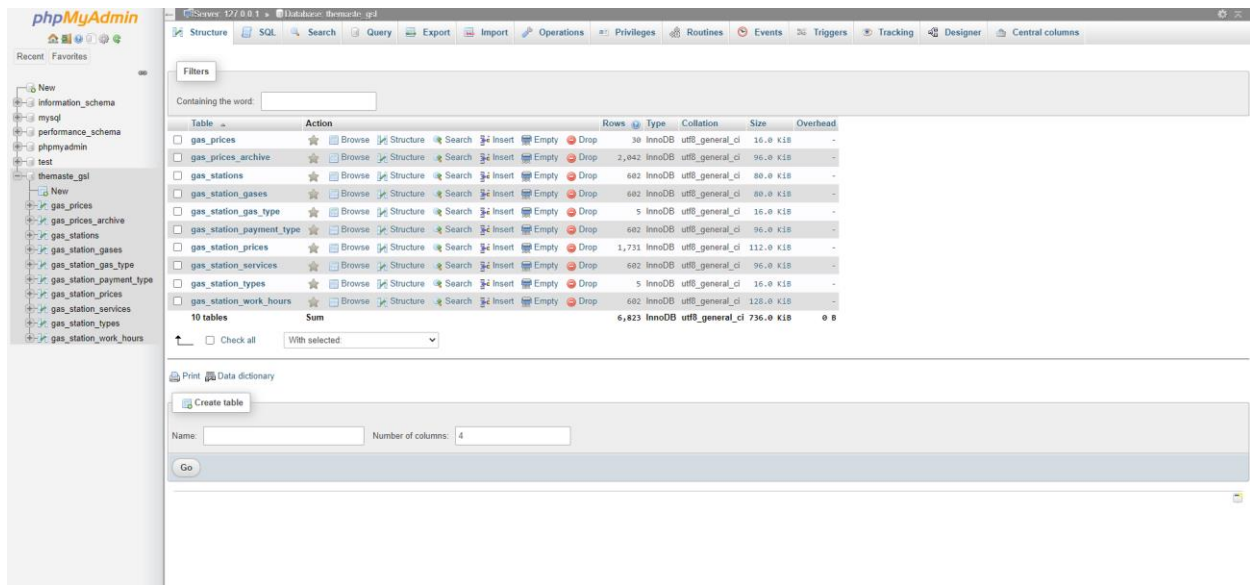 phpMyAdmin
Recent Favorites
New
information_schema
mysql
performance_schema
phpmyadmin
test
themaste_gsl
New
gas_prices
gas_prices_archive
gas_stations
gas_station_gases
gas_station_gas_type
gas_station_payment_type
gas_station_prices
gas_station_services
gas_station_types
gas_station_work_hours
Server: 127.0.0.1 » Database: themaste_gsl
Structure SQL Search Query Export Import Operations Privileges Routines Events Triggers Tracking Designer Central columns
Filters
Containing the word:
Table Action Rows Type Collation Size Overhead
gas_prices Browse Structure Search Insert Empty Drop 30 InnoDB utf8_general_ci 16.0 KiB -
gas_prices_archive Browse Structure Search Insert Empty Drop 2,042 InnoDB utf8_general_ci 96.0 KiB -
gas_stations Browse Structure Search Insert Empty Drop 602 InnoDB utf8_general_ci 80.0 KiB -
gas_station_gases Browse Structure Search Insert Empty Drop 602 InnoDB utf8_general_ci 80.0 KiB -
gas_station_gas_type Browse Structure Search Insert Empty Drop 5 InnoDB utf8_general_ci 16.0 KiB -
gas_station_payment_type Browse Structure Search Insert Empty Drop 602 InnoDB utf8_general_ci 96.0 KiB -
gas_station_prices Browse Structure Search Insert Empty Drop 1,731 InnoDB utf8_general_ci 112.0 KiB -
gas_station_services Browse Structure Search Insert Empty Drop 602 InnoDB utf8_general_ci 96.0 KiB -
gas_station_types Browse Structure Search Insert Empty Drop 5 InnoDB utf8_general_ci 16.0 KiB -
gas_station_work_hours Browse Structure Search Insert Empty Drop 602 InnoDB utf8_general_ci 128.0 KiB -
10 tables Sum 6,823 InnoDB utf8_general_ci 736.0 KiB 0 B
Check all With selected:
Print Data dictionary
Create table
Name: Number of columns: 4
Go